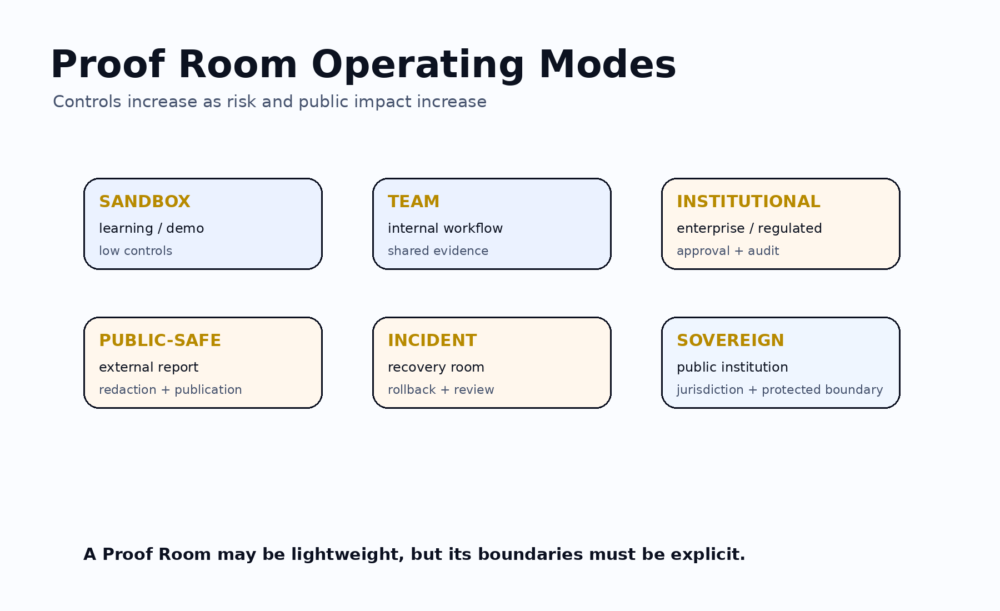 Proof Room Operating Modes
Controls increase as risk and public impact increase
SANDBOX
learning / demo
low controls
TEAM
internal workflow
shared evidence
INSTITUTIONAL
enterprise / regulated
approval + audit
PUBLIC-SAFE
external report
redaction + publication
INCIDENT
recovery room
rollback + review
SOVEREIGN
public institution
jurisdiction + protected boundary
A Proof Room may be lightweight, but its boundaries must be explicit.